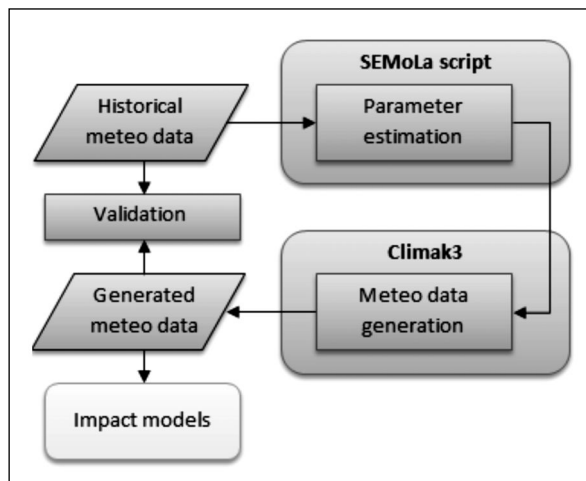 SEMoLa script
Historical
meteo data
Parameter
estimation
Validation
Climak3
Generated
meteo data
Meteo data
generation
Impact models